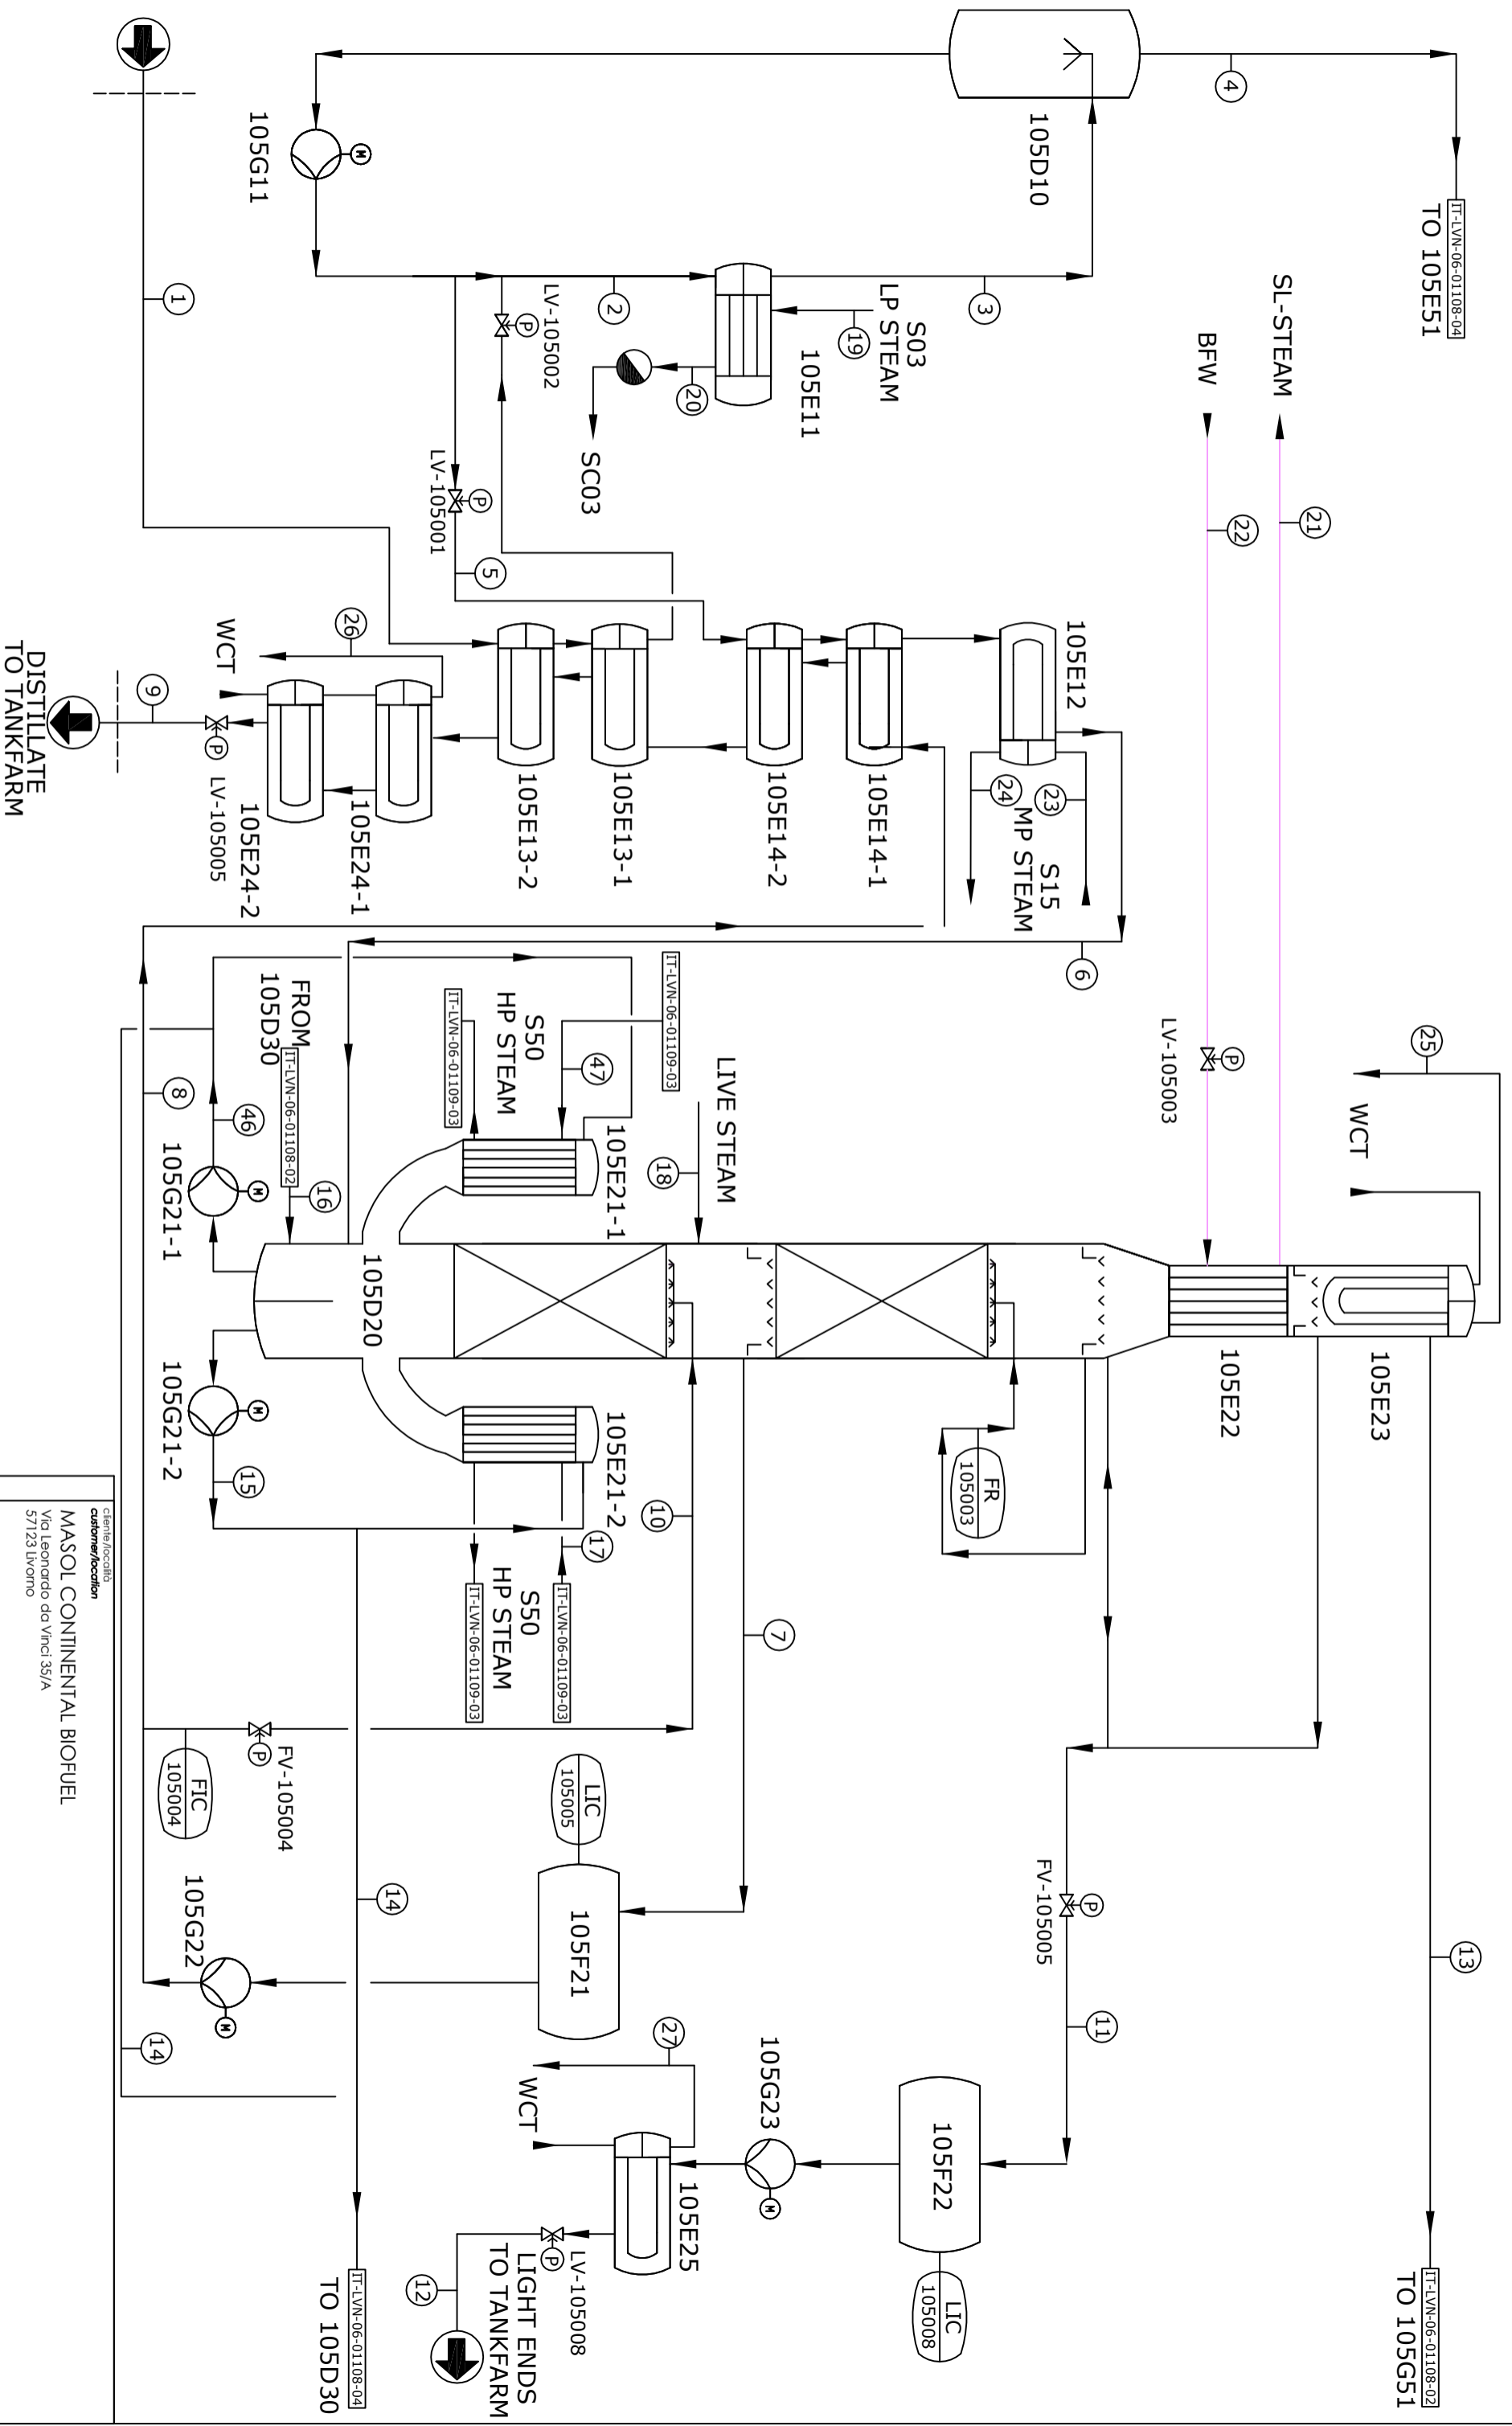 4
IT-LVN-06-01108-04
TO 105E51
105D10
105G11
M
1
2
3
LV-105002
P
LP STEAM
S03
19
105E11
20
SC03
LV-105001
P
5
SL-STEAM
BFW
21
22
105E12
23
24
S15
MP STEAM
105E14-1
105E14-2
105E13-1
105E13-2
105E24-1
105E24-2
26
WCT
9
P
LV-105005
DISTILLATE
TO TANKFARM
6
8
46
FROM
105D30
IT-LVN-06-01108-02
16
105G21-1
M
S50
HP STEAM
IT-LVN-06-01109-03
IT-LVN-06-01109-03
47
105E21-1
LIVE STEAM
18
LV-105003
P
25
WCT
105D20
105E22
105E23
105G21-2
M
15
105E21-2
17
S50
HP STEAM
IT-LVN-06-01109-03
IT-LVN-06-01109-03
10
7
FR
105003
14
FV-105004
P
FIC
105004
LIC
105005
105F21
105G22
M
14
FV-105005
P
11
13
105F22
LIC
105008
105G23
M
27
WCT
105E25
LV-105008
P
LIGHT ENDS
TO TANKFARM
12
IT-LVN-06-01108-04
TO 105D30
IT-LVN-06-01108-02
TO 105G51
cliente/località
customer/location
MASOL CONTINENTAL BIOFUEL
Via Leonardo da Vinci 35/A
57123 Livorno